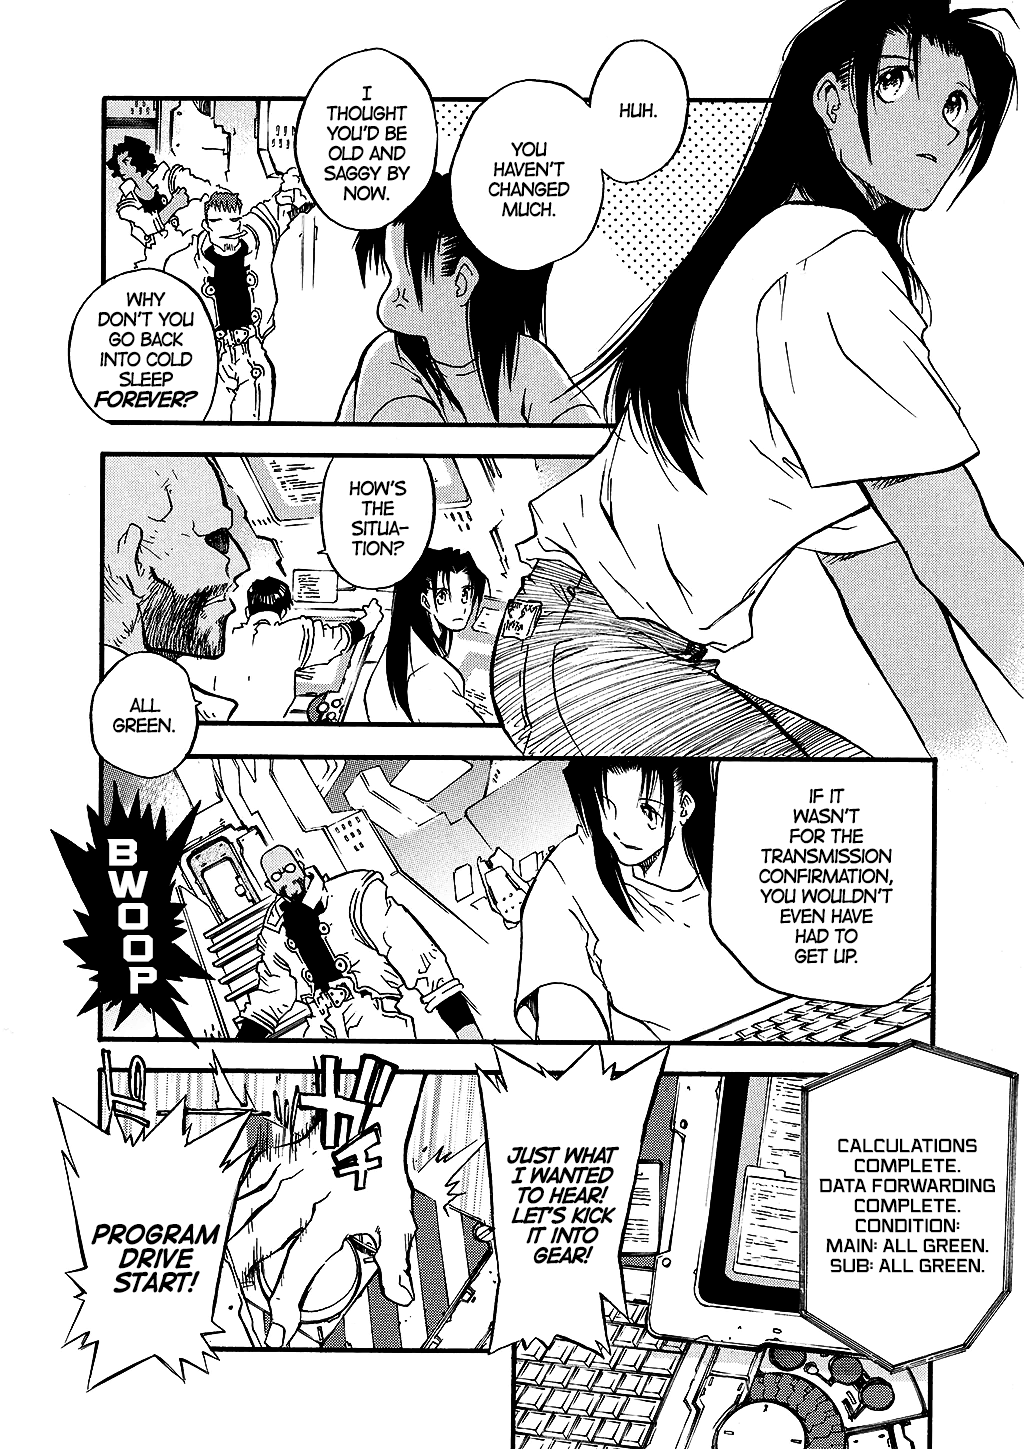 HUH.
YOU
HAVEN'T
CHANGED
MUCH.
I
THOUGHT
YOU'D BE
OLD AND
SAGGY BY
NOW.
WHY
DON'T YOU
GO BACK
INTO COLD
SLEEP
FOREVER?
HOW'S
THE
SITUA-
TION?
ALL
GREEN.
IF IT
WASN'T
FOR THE
TRANSMISSION
CONFIRMATION,
YOU WOULDN'T
EVEN HAVE
HAD TO
GET UP.
BWOOP
CALCULATIONS
COMPLETE.
DATA FORWARDING
COMPLETE.
CONDITION:
MAIN: ALL GREEN.
SUB: ALL GREEN.
JUST WHAT
I WANTED
TO HEAR!
LET'S KICK
IT INTO
GEAR!
PROGRAM
DRIVE
START!